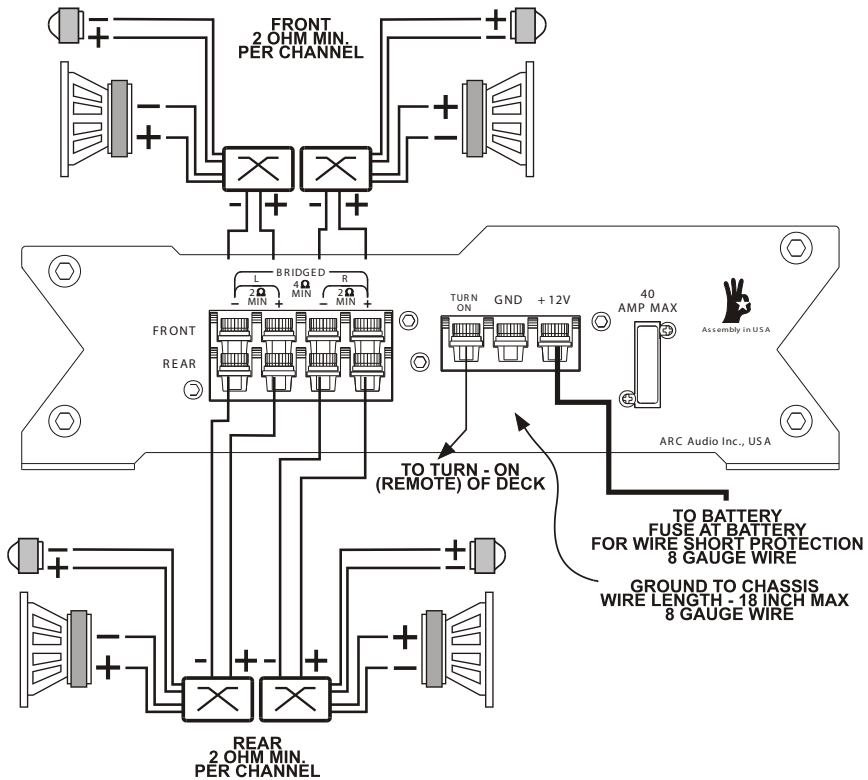 FRONT
2 OHM MIN.
PER CHANNEL
- -
+ +
- +
+ -
- + - +
BRIDGED
L 4Ω R
2Ω MIN 2Ω
MIN MIN
- + - +
FRONT
REAR
TURN
ON
GND
+ 12V
40
AMP MAX
Assembly in USA
ARC Audio Inc., USA
TO TURN - ON
(REMOTE) OF DECK
TO BATTERY
FUSE AT BATTERY
FOR WIRE SHORT PROTECTION
8 GAUGE WIRE
GROUND TO CHASSIS
WIRE LENGTH - 18 INCH MAX
8 GAUGE WIRE
- +
+ -
- +
+ -
- + - +
REAR
2 OHM MIN.
PER CHANNEL